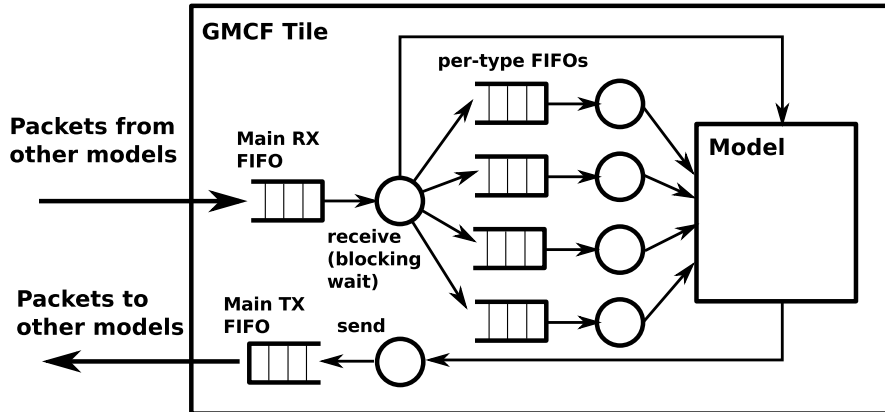 GMCF Tile
per-type FIFOs
Packets from
other models
Main RX
FIFO
Model
receive
(blocking
wait)
Packets to
other models
Main TX
FIFO
send